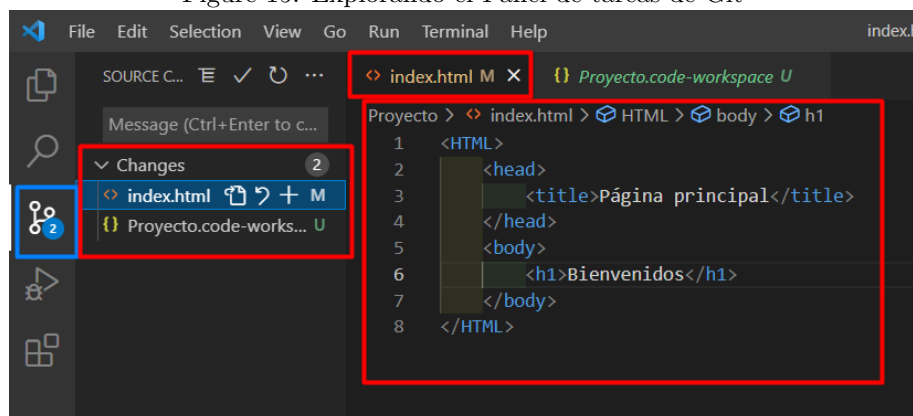 Figure 15: Explorando el Panel de tareas de Git
File Edit Selection View Go Run Terminal Help index.
SOURCE C... ···
index.html M
{} Proyecto.code-workspace U
Message (Ctrl+Enter to c...
Changes 2
index.html M
{} Proyecto.code-works... U
2
Proyecto > index.html > HTML > body > h1
1 <HTML>
2 <head>
3 <title>Página principal</title>
4 </head>
5 <body>
6 <h1>Bienvenidos</h1>
7 </body>
8 </HTML>